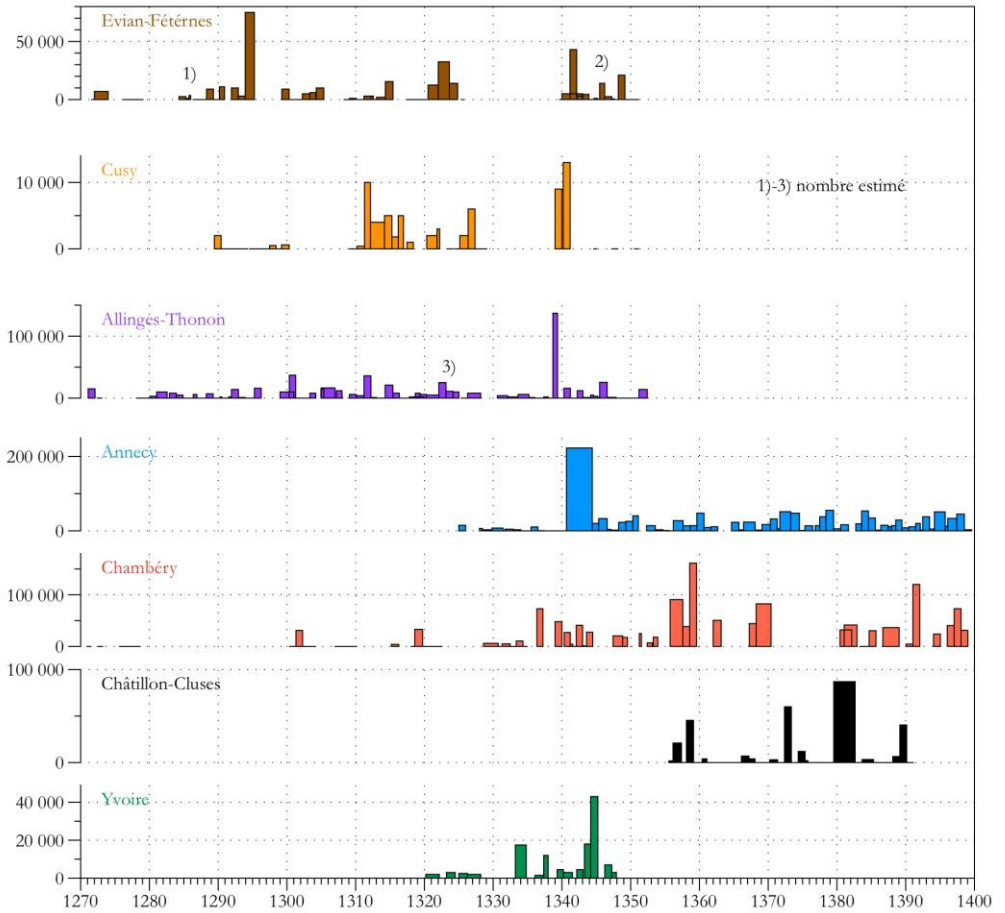 Evian-Fétérnes
50 000
1)
2)
0
Cusy
10 000
1)-3) nombre estimé
0
Allinges-Thonon
100 000
3)
0
Annecy
200 000
0
Chambéry
100 000
0
100 000
Châtillon-Cluses
0
Yvoire
40 000
20 000
0
1270 1280 1290 1300 1310 1320 1330 1340 1350 1360 1370 1380 1390 1400